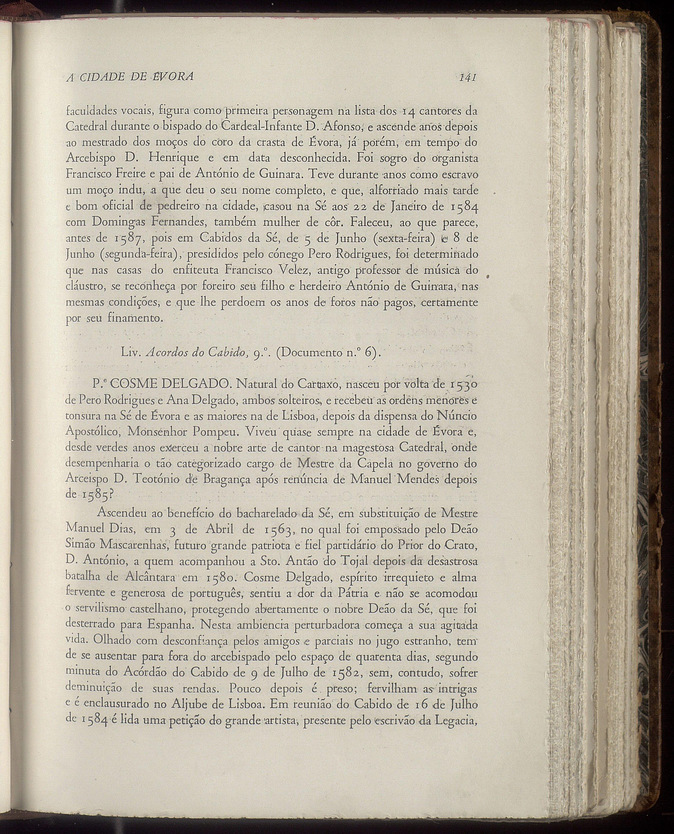 A CIDADE DE ÉVORA 141
faculdades vocais, figura como primeira personagem na lista dos 14 cantores da
Catedral durante o bispado do Cardeal-Infante D. Afonso, e ascende anos depois
ao mestrado dos moços do coro da crasta de Évora, já porém, em tempo do
Arcebispo D. Henrique e em data desconhecida. Foi sogro do organista
Francisco Freire e pai de António de Guinara. Teve durante anos como escravo
um moço indu, a que deu o seu nome completo, e que, alforriado mais tarde
e bom oficial de pedreiro na cidade, casou na Sé aos 22 de Janeiro de 1584
com Domingas Fernandes, também mulher de côr. Faleceu, ao que parece,
antes de 1587, pois em Cabidos da Sé, de 5 de Junho (sexta-feira) e 8 de
Junho (segunda-feira), presididos pelo cónego Pero Rodrigues, foi determinado
que nas casas do enfiteuta Francisco Velez, antigo professor de música do
cláustro, se reconheça por foreiro seu filho e herdeiro António de Guinara, nas
mesmas condições, e que lhe perdoem os anos de foros não pagos, certamente
por seu finamento.
Liv. Acordos do Cabido, 9.º. (Documento n.º 6).
P.e COSME DELGADO. Natural do Cartaxo, nasceu por volta de 1530
de Pero Rodrigues e Ana Delgado, ambos solteiros, e recebeu as ordens menores e
tonsura na Sé de Évora e as maiores na de Lisboa, depois da dispensa do Núncio
Apostólico, Monsenhor Pompeu. Viveu quase sempre na cidade de Évora e,
desde verdes anos exerceu a nobre arte de cantor na magestosa Catedral, onde
desempenharia o tão categorizado cargo de Mestre da Capela no governo do
Arceispo D. Teotónio de Bragança após renúncia de Manuel Mendes depois
de 1585?
Ascendeu ao benefício do bacharelado da Sé, em substituição de Mestre
Manuel Dias, em 3 de Abril de 1563, no qual foi empossado pelo Deão
Simão Mascarenhas, futuro grande patriota e fiel partidário do Prior do Crato,
D. António, a quem acompanhou a Sto. Antão do Tojal depois da desastrosa
batalha de Alcântara em 1580. Cosme Delgado, espírito irrequieto e alma
fervente e generosa de português, sentiu a dor da Pátria e não se acomodou
o servilismo castelhano, protegendo abertamente o nobre Deão da Sé, que foi
desterrado para Espanha. Nesta ambiencia perturbadora começa a sua agitada
vida. Olhado com desconfiança pelos amigos e parciais no jugo estranho, tem
de se ausentar para fora do arcebispado pelo espaço de quarenta dias, segundo
minuta do Acórdão do Cabido de 9 de Julho de 1582, sem, contudo, sofrer
deminuição de suas rendas. Pouco depois é preso; fervilham as intrigas
e é enclausurado no Aljube de Lisboa. Em reunião do Cabido de 16 de Julho
de 1584 é lida uma petição do grande artista, presente pelo escrivão da Legacia,